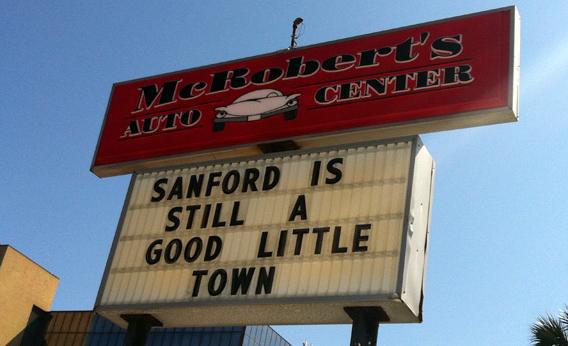 McRobert's
AUTO CENTER
SANFORD IS
STILL A
GOOD LITTLE
TOWN